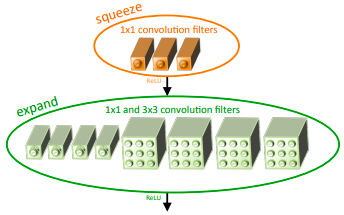 squeeze
1x1 convolution filters
ReLU
expand
1x1 and 3x3 convolution filters
ReLU